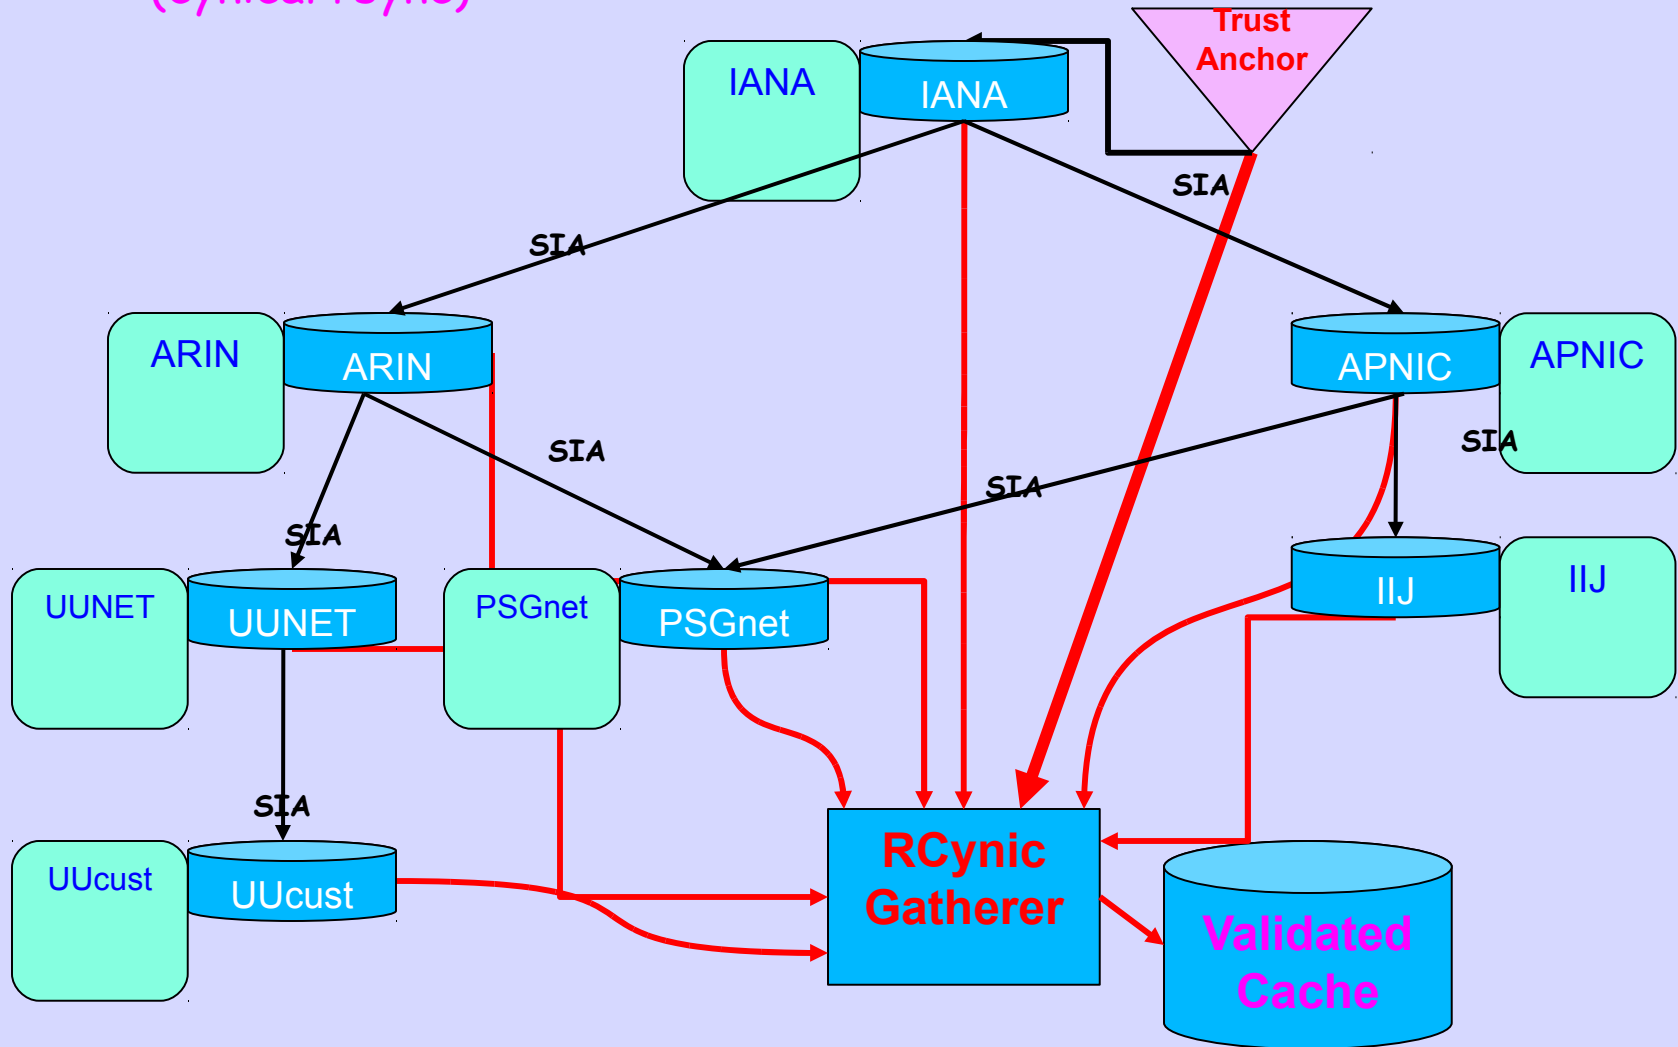 Trust
Anchor
IANA
IANA
SIA
SIA
ARIN
ARIN
APNIC
APNIC
SIA
SIA
SIA
SIA
UUNET
UUNET
PSGnet
PSGnet
IIJ
IIJ
SIA
UUcust
UUcust
RCynic
Gatherer
Validated
Cache